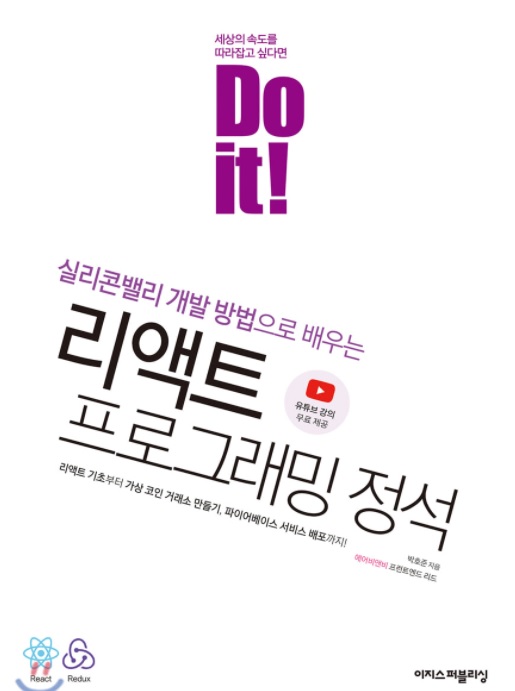 세상의 속도를
따라잡고 싶다면
Do
it!
실리콘밸리 개발 방법으로 배우는
리액트
프로그래밍 정석
유튜브 강의
무료 제공
리액트 기초부터 가상 코인 거래소 만들기, 파이어베이스 서비스 배포까지!
박호준 지음
에어비앤비 프런트엔드 리드
React
Redux
이지스퍼블리싱